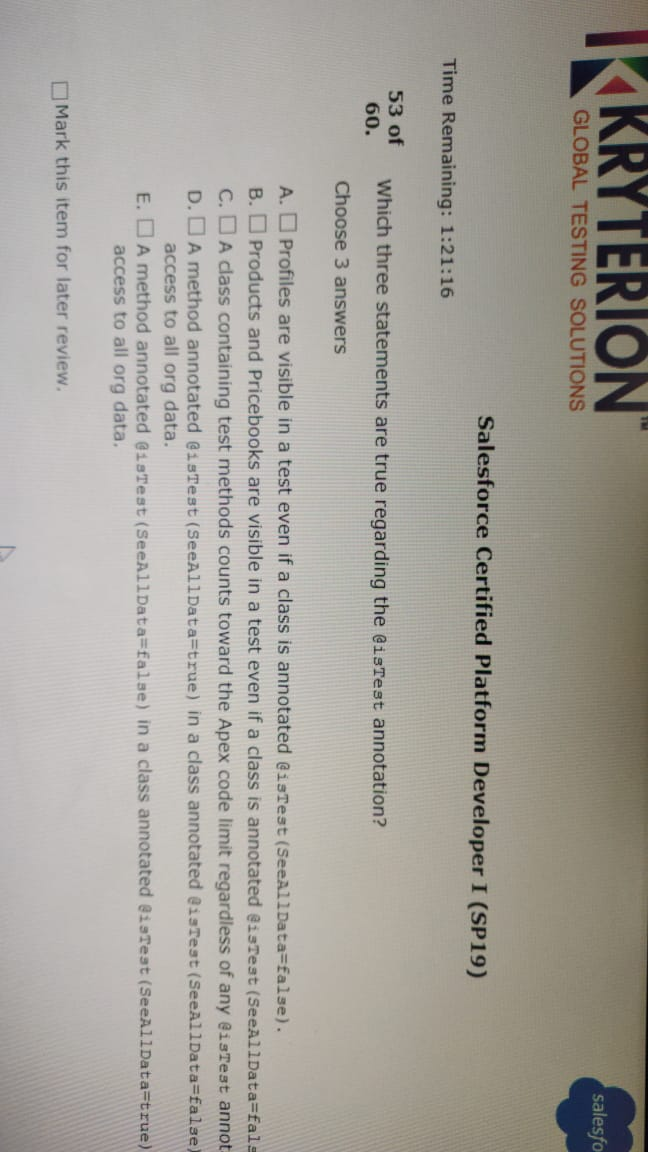 KRYTERION™
GLOBAL TESTING SOLUTIONS
salesfo
Salesforce Certified Platform Developer I (SP19)
Time Remaining: 1:21:16
53 of 60. Which three statements are true regarding the @isTest annotation?
Choose 3 answers
A. Profiles are visible in a test even if a class is annotated @isTest(SeeAllData=false).
B. Products and Pricebooks are visible in a test even if a class is annotated @isTest(SeeAllData=fals
C. A class containing test methods counts toward the Apex code limit regardless of any @isTest annot
D. A method annotated @isTest(SeeAllData=true) in a class annotated @isTest(SeeAllData=false)
access to all org data.
E. A method annotated @isTest(SeeAllData=false) in a class annotated @isTest(SeeAllData=true)
access to all org data.
Mark this item for later review.